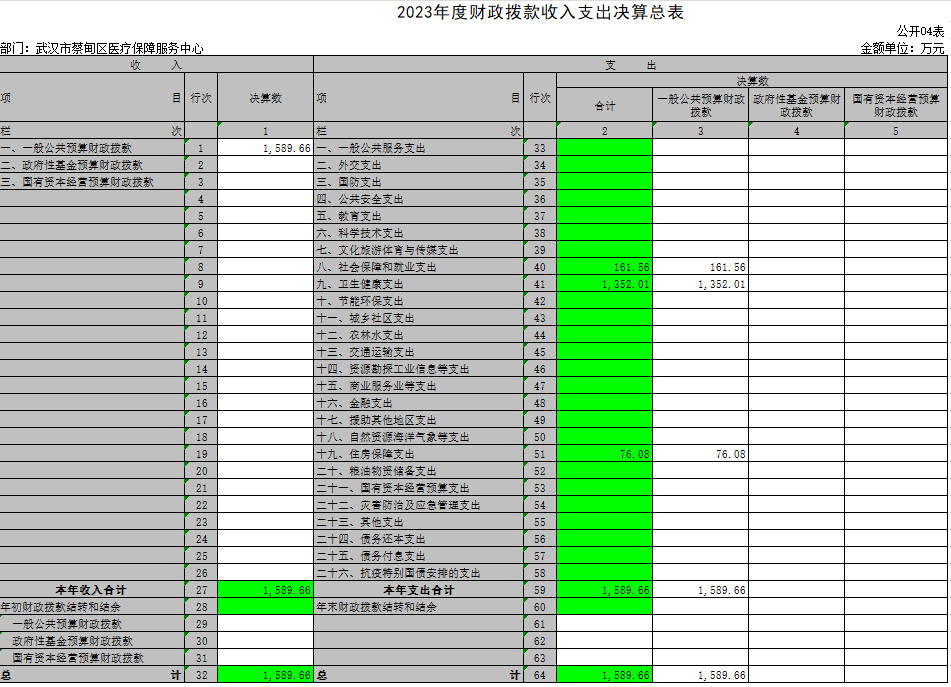 2023年度财政拨款收入支出决算总表
公开04表
部门：武汉市蔡甸区医疗保障服务中心 金额单位：万元
收 入 支 出
项 目 行次 决算数 项 目 行次 决算数
合计 一般公共预算财政拨款 政府性基金预算财政拨款 国有资本经营预算财政拨款
栏 次 1 栏 次 2 3 4 5
一、一般公共预算财政拨款 1 1,589.66 一、一般公共服务支出 33
二、政府性基金预算财政拨款 2 二、外交支出 34
三、国有资本经营预算财政拨款 3 三、国防支出 35
4 四、公共安全支出 36
5 五、教育支出 37
6 六、科学技术支出 38
7 七、文化旅游体育与传媒支出 39
8 八、社会保障和就业支出 40 161.56 161.56
9 九、卫生健康支出 41 1,352.01 1,352.01
10 十、节能环保支出 42
11 十一、城乡社区支出 43
12 十二、农林水支出 44
13 十三、交通运输支出 45
14 十四、资源勘探工业信息等支出 46
15 十五、商业服务业等支出 47
16 十六、金融支出 48
17 十七、援助其他地区支出 49
18 十八、自然资源海洋气象等支出 50
19 十九、住房保障支出 51 76.08 76.08
20 二十、粮油物资储备支出 52
21 二十一、国有资本经营预算支出 53
22 二十二、灾害防治及应急管理支出 54
23 二十三、其他支出 55
24 二十四、债务还本支出 56
25 二十五、债务付息支出 57
26 二十六、抗疫特别国债安排的支出 58
本年收入合计 27 1,589.66 本年支出合计 59 1,589.66 1,589.66
年初财政拨款结转和结余 28 年末财政拨款结转和结余 60
一般公共预算财政拨款 29 61
政府性基金预算财政拨款 30 62
国有资本经营预算财政拨款 31 63
总 计 32 1,589.66 总 计 64 1,589.66 1,589.66